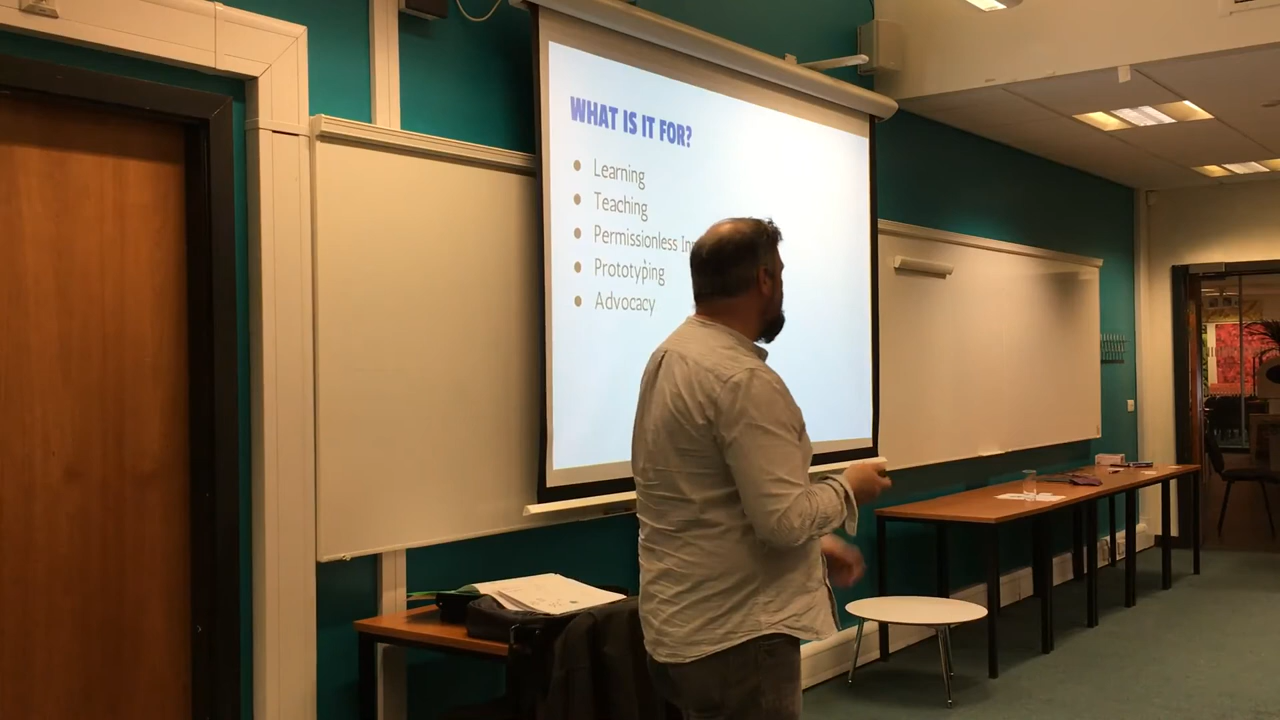 WHAT IS IT FOR?
Learning
Teaching
Permissionless
Prototyping
Advocacy